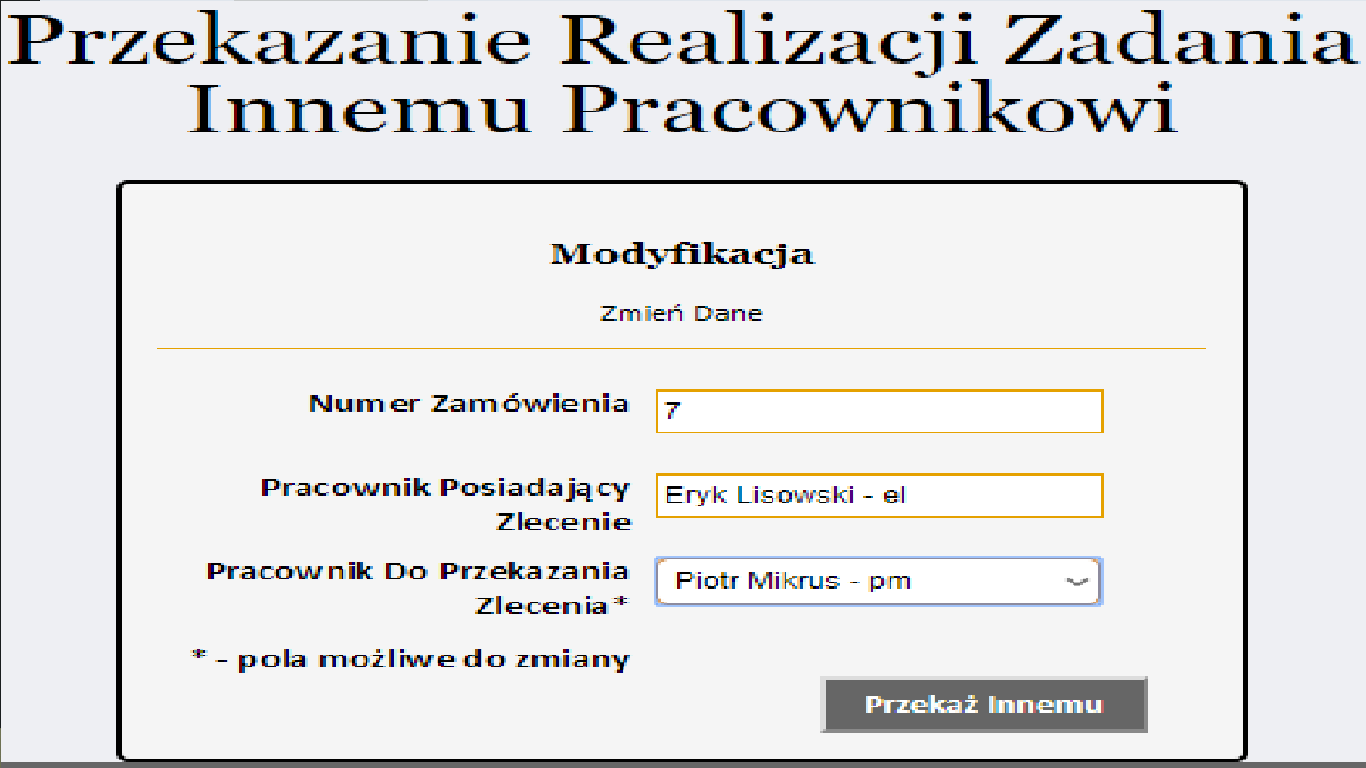 Przekazanie Realizacji Zadania
Innemu Pracownikowi
Modyfikacja
Zmień Dane
Numer Zamówienia
7
Pracownik Posiadający
Zlecenie
Eryk Lisowski - el
Pracownik Do Przekazania
Zlecenia*
Piotr Mikrus - pm
* - pola możliwe do zmiany
Przekaż Innemu